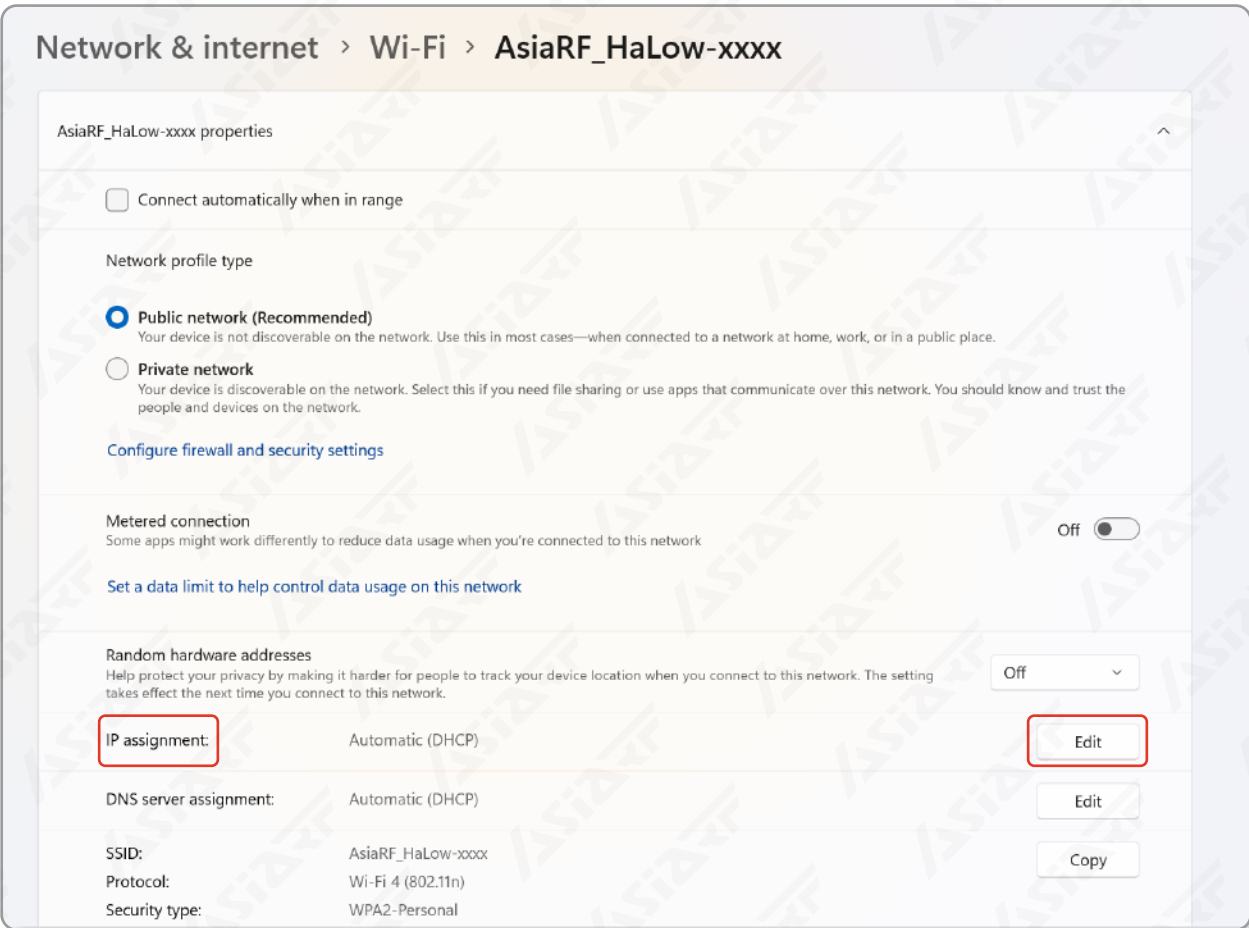 Network & internet > Wi-Fi > AsiaRF_HaLow-xxxx
AsiaRF_HaLow-xxxx properties
Connect automatically when in range
Network profile type
Public network (Recommended)
Your device is not discoverable on the network. Use this in most cases—when connected to a network at home, work, or in a public place.
Private network
Your device is discoverable on the network. Select this if you need file sharing or use apps that communicate over this network. You should know and trust the
people and devices on the network.
Configure firewall and security settings
Metered connection
Some apps might work differently to reduce data usage when you're connected to this network
Off
Set a data limit to help control data usage on this network
Random hardware addresses
Help protect your privacy by making it harder for people to track your device location when you connect to this network. The setting
takes effect the next time you connect to this network.
Off
IP assignment: Automatic (DHCP) Edit
DNS server assignment: Automatic (DHCP) Edit
SSID: AsiaRF_HaLow-xxxx Copy
Protocol: Wi-Fi 4 (802.11n)
Security type: WPA2-Personal